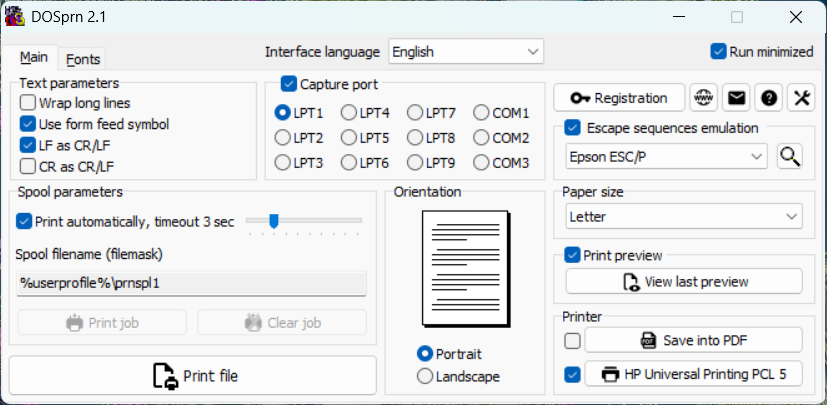 DOSprn 2.1
Main
Fonts
Interface language
English
Run minimized
Text parameters
Wrap long lines
Use form feed symbol
LF as CR/LF
CR as CR/LF
Capture port
LPT1 LPT4 LPT7 COM1
LPT2 LPT5 LPT8 COM2
LPT3 LPT6 LPT9 COM3
Registration
www
Escape sequences emulation
Epson ESC/P
Spool parameters
Print automatically, timeout 3 sec
Spool filename (filemask)
%userprofile%\prnspl1
Print job
Clear job
Print file
Orientation
Portrait
Landscape
Paper size
Letter
Print preview
View last preview
Printer
PDF
Save into PDF
HP Universal Printing PCL 5